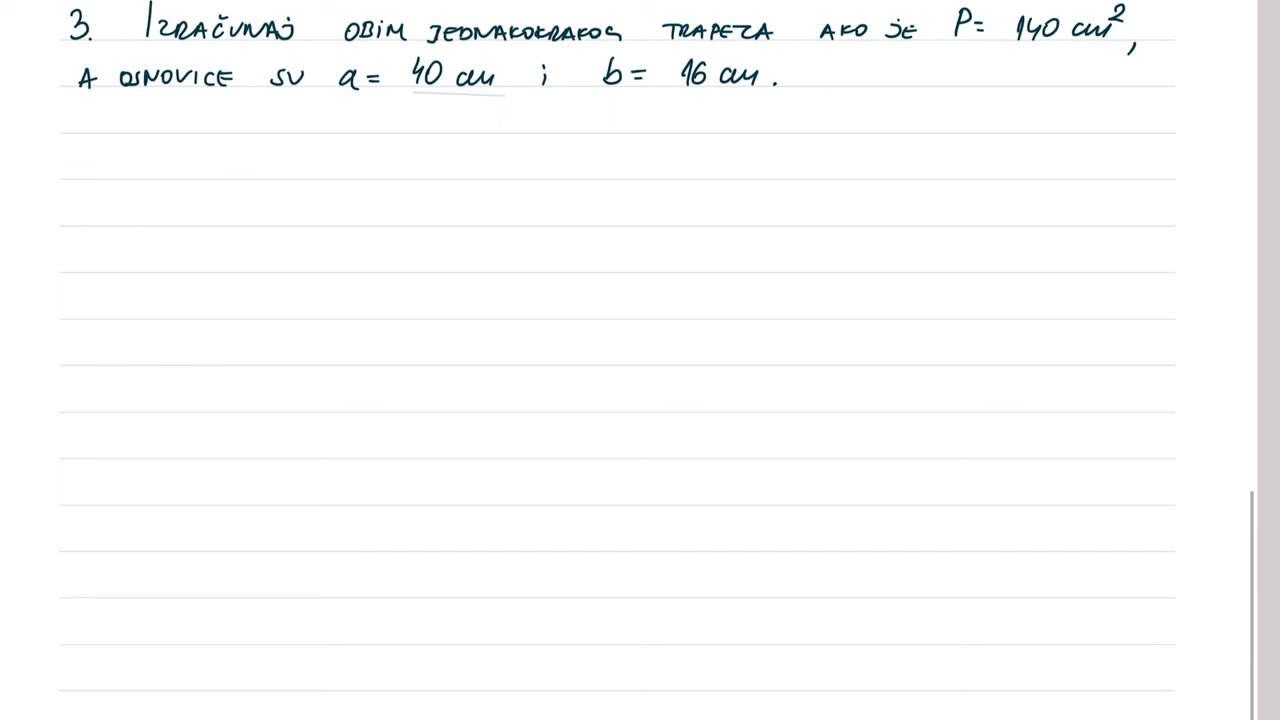 3. IZRAČUNAJ OBIM JEDNAKOKRAKOG TRAPEZA AKO JE P= 140 cm²,
A OSNOVICE SU a= 40 cm i b= 16 cm.